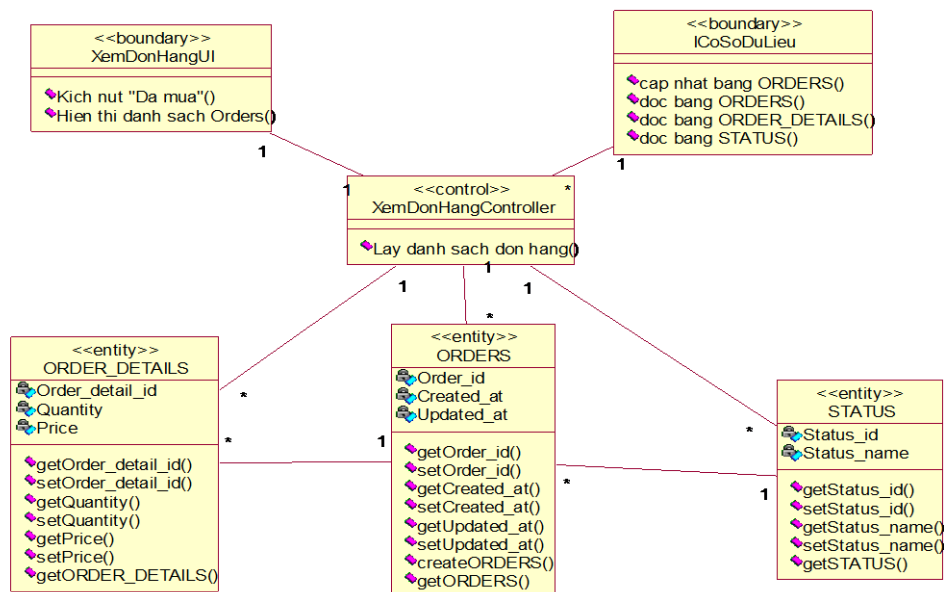 <<boundary>>
XemDonHangUI
Kich nut "Da mua"()
Hien thi danh sach Orders()
<<boundary>>
ICoSoDuLieu
cap nhat bang ORDERS()
doc bang ORDERS()
doc bang ORDER_DETAILS()
doc bang STATUS()
1
1
1
*
<<control>>
XemDonHangController
Lay danh sach don hang()
1
1
1
*
*
*
<<entity>>
ORDER_DETAILS
Order_detail_id
Quantity
Price
getOrder_detail_id()
setOrder_detail_id()
getQuantity()
setQuantity()
getPrice()
setPrice()
getORDER_DETAILS()
*
1
<<entity>>
ORDERS
Order_id
Created_at
Updated_at
getOrder_id()
setOrder_id()
getCreated_at()
setCreated_at()
getUpdated_at()
setUpdated_at()
createORDERS()
getORDERS()
*
1
<<entity>>
STATUS
Status_id
Status_name
getStatus_id()
setStatus_id()
getStatus_name()
setStatus_name()
getSTATUS()